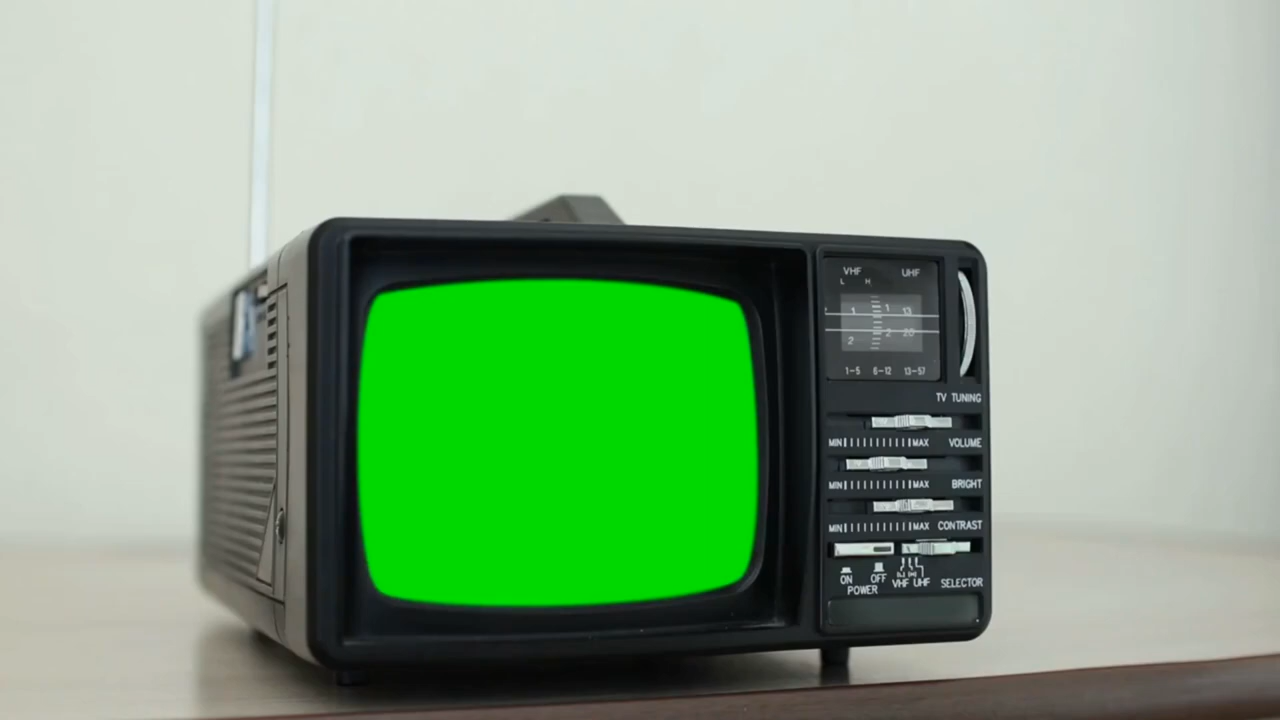 VHF UHF
L H
1 1 13
2 2 20
1-5 6-12 13-57
TV TUNING
MIN MAX VOLUME
MIN MAX BRIGHT
MIN MAX CONTRAST
ON OFF
POWER VHF UHF SELECTOR